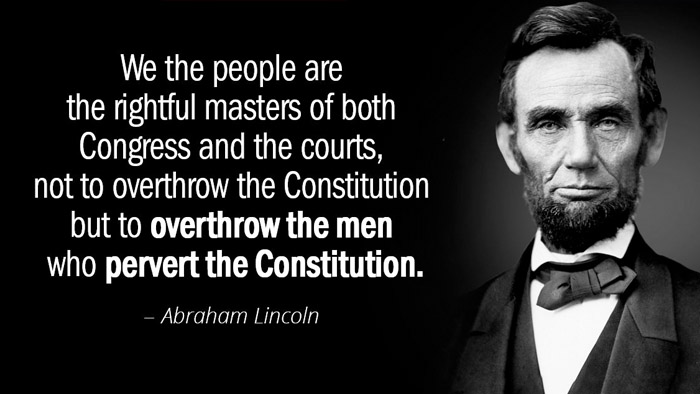 We the people are
the rightful masters of both
Congress and the courts,
not to overthrow the Constitution
but to overthrow the men
who pervert the Constitution.
– Abraham Lincoln